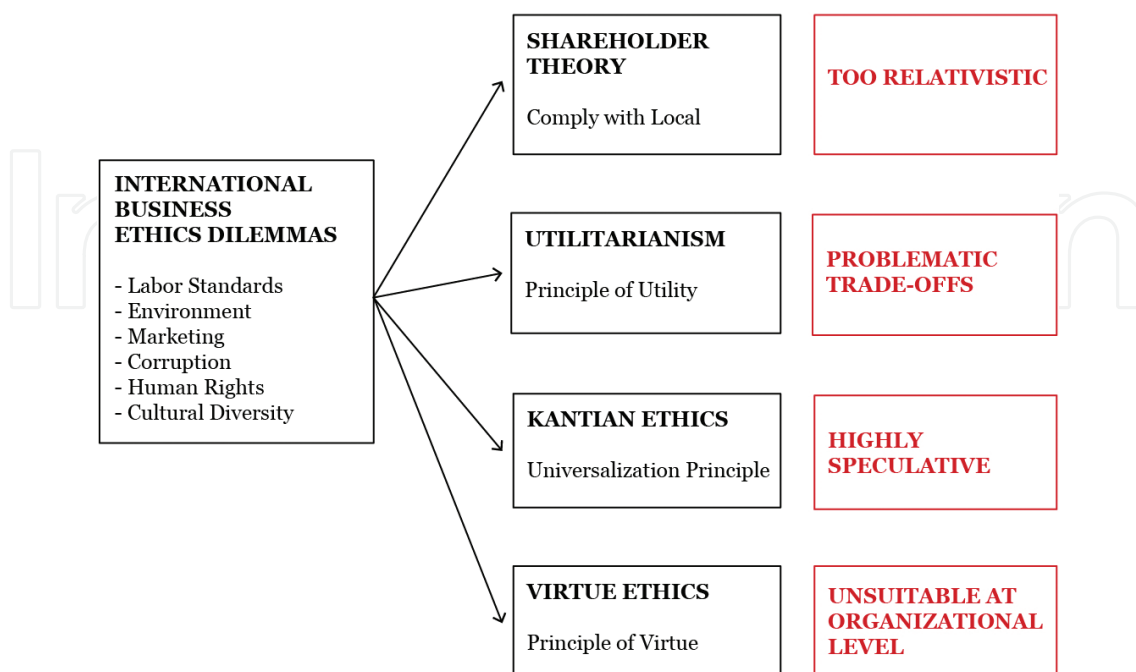 INTERNATIONAL
BUSINESS
ETHICS DILEMMAS
- Labor Standards
- Environment
- Marketing
- Corruption
- Human Rights
- Cultural Diversity
SHAREHOLDER
THEORY
Comply with Local
TOO RELATIVISTIC
UTILITARIANISM
Principle of Utility
PROBLEMATIC
TRADE-OFFS
KANTIAN ETHICS
Universalization Principle
HIGHLY
SPECULATIVE
VIRTUE ETHICS
Principle of Virtue
UNSUITABLE AT
ORGANIZATIONAL
LEVEL